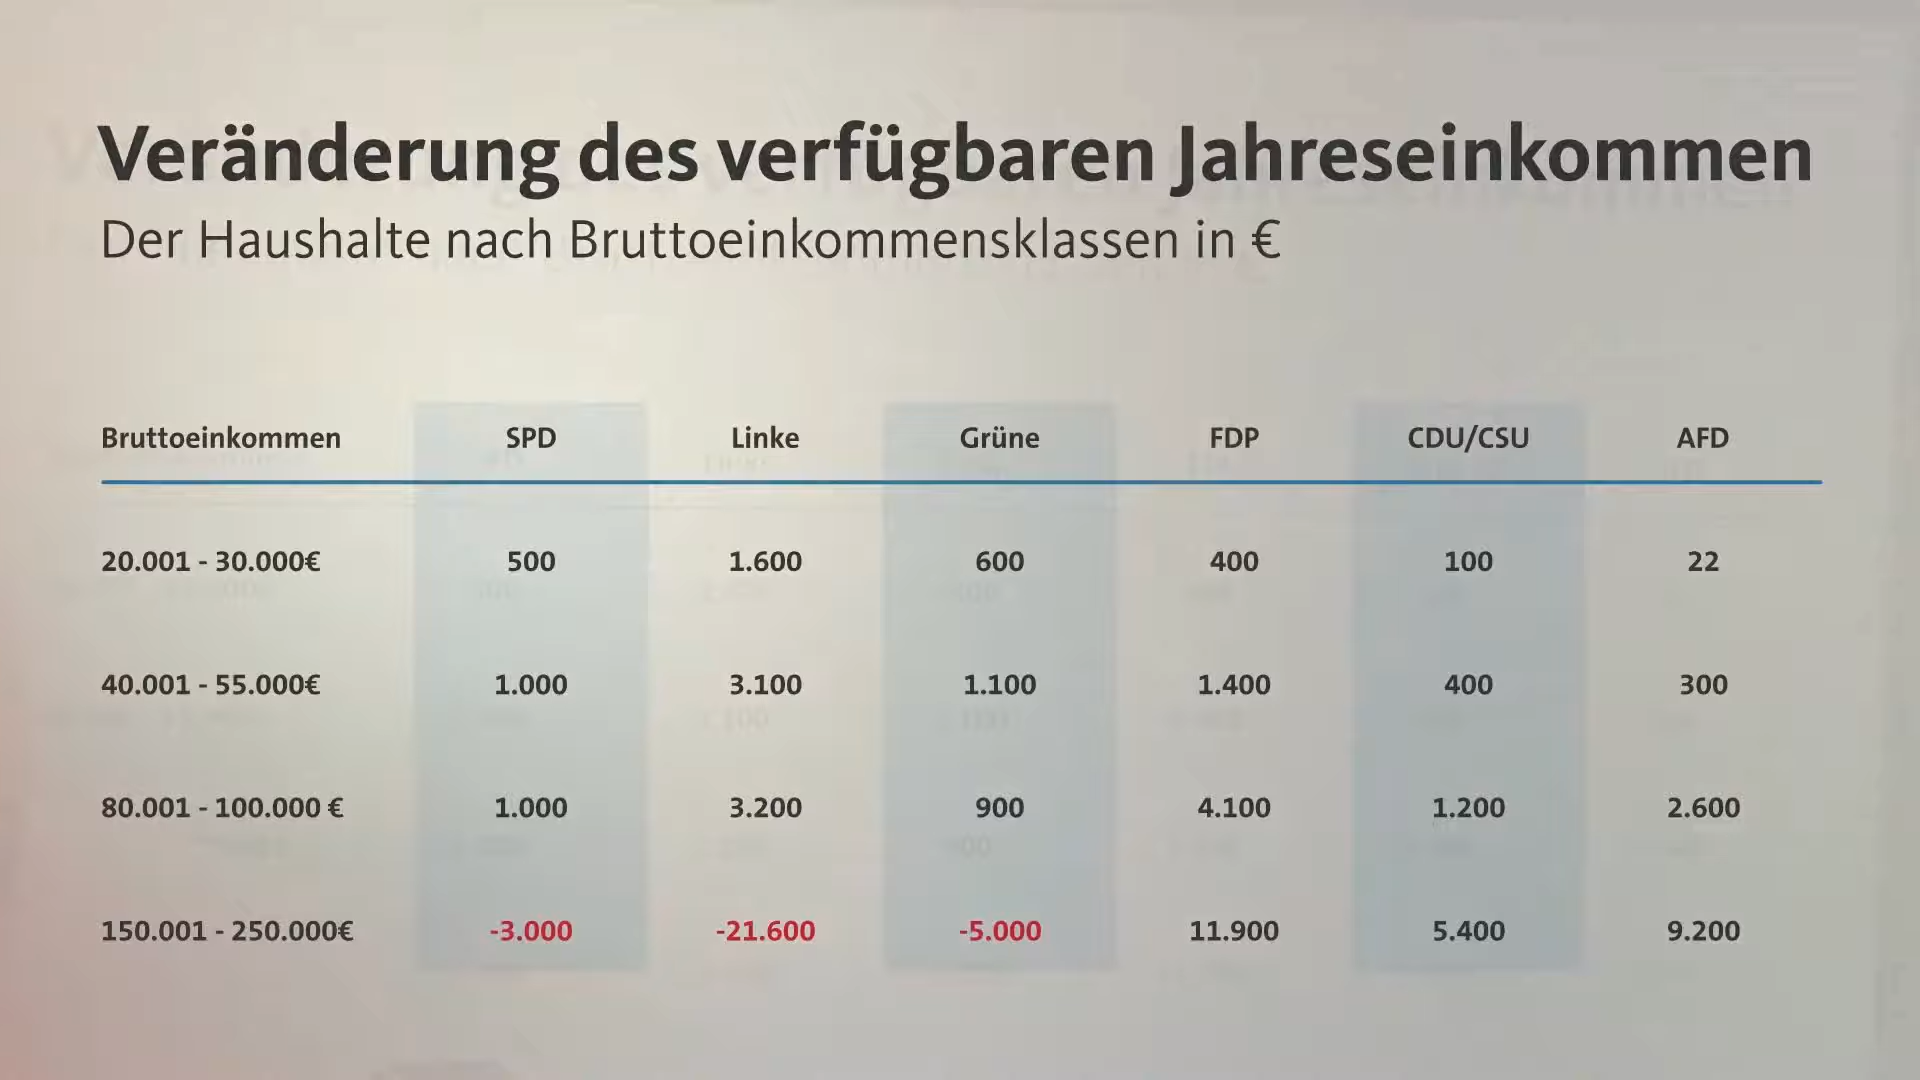 Veränderung des verfügbaren Jahreseinkommen
Der Haushalte nach Bruttoeinkommensklassen in €
Bruttoeinkommen SPD Linke Grüne FDP CDU/CSU AFD
20.001 - 30.000€ 500 1.600 600 400 100 22
40.001 - 55.000€ 1.000 3.100 1.100 1.400 400 300
80.001 - 100.000 € 1.000 3.200 900 4.100 1.200 2.600
150.001 - 250.000€ -3.000 -21.600 -5.000 11.900 5.400 9.200